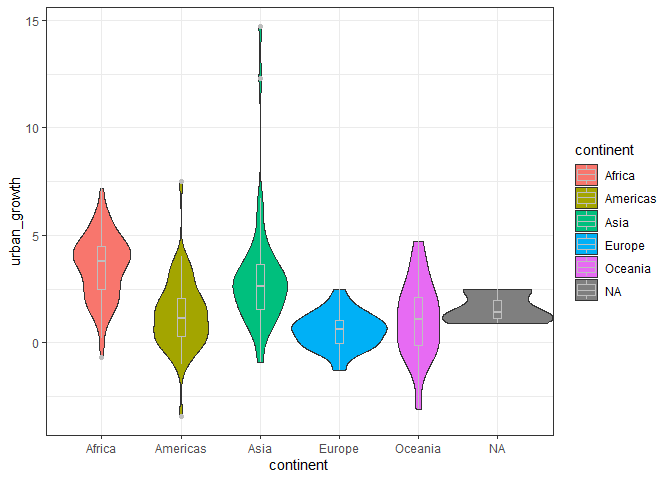 15
10
5
0
urban_growth
Africa
Americas
Asia
Europe
Oceania
NA
continent
continent
Africa
Americas
Asia
Europe
Oceania
NA